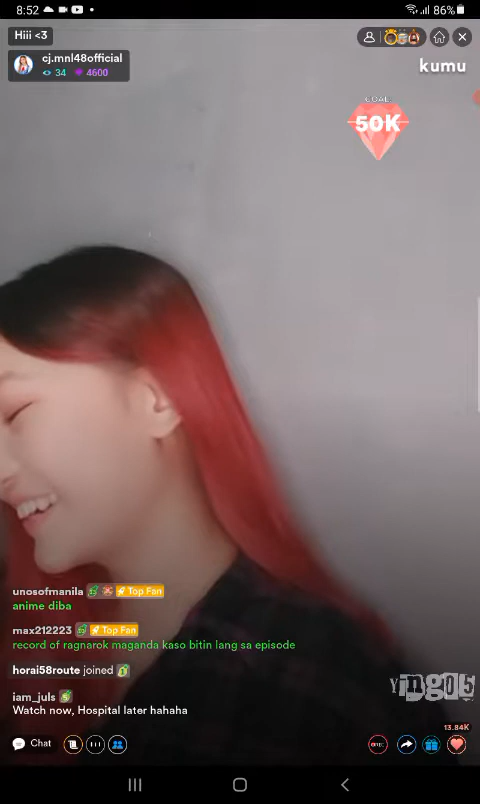 8:52
86%
Hiii <3
cj.mnl48official
34 4600
kumu
GOAL
50K
unosofmanila Top Fan
anime diba
max212223 Top Fan
record of ragnarok maganda kaso bitin lang sa episode
horai58route joined
iam_juls
Watch now, Hospital later hahaha
Yingo5
13.84K
Chat